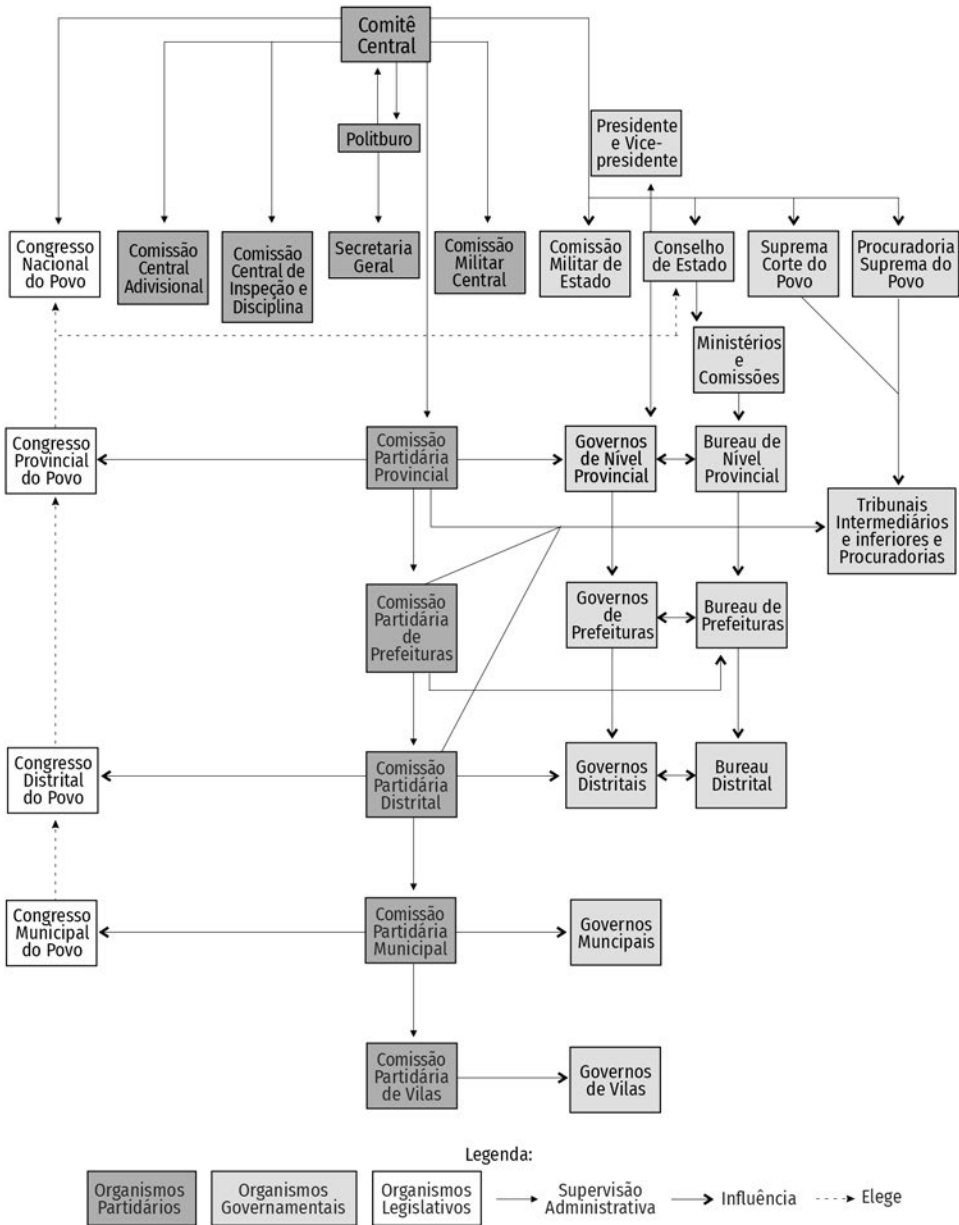 Comitê
Central
Politburo
Presidente
e Vice-
presidente
Congresso
Nacional
do Povo
Comissão
Central
Adivisional
Comissão
Central de
Inspeção e
Disciplina
Secretaria
Geral
Comissão
Militar
Central
Comissão
Militar de
Estado
Conselho
de Estado
Suprema
Corte do
Povo
Procuradoria
Suprema do
Povo
Ministérios
e
Comissões
Congresso
Provincial
do Povo
Comissão
Partidária
Provincial
Governos
de Nível
Provincial
Bureau de
Nível
Provincial
Tribunais
Intermediários
e inferiores e
Procuradorias
Comissão
Partidária
de
Prefeituras
Governos
de
Prefeituras
Bureau de
Prefeituras
Congresso
Distrital
do Povo
Comissão
Partidária
Distrital
Governos
Distritais
Bureau
Distrital
Congresso
Municipal
do Povo
Comissão
Partidária
Municipal
Governos
Muncipais
Comissão
Partidária
de Vilas
Governos
de Vilas
Legenda:
Organismos
Partidários
Organismos
Governamentais
Organismos
Legislativos
Supervisão
Administrativa
Influência
Elege